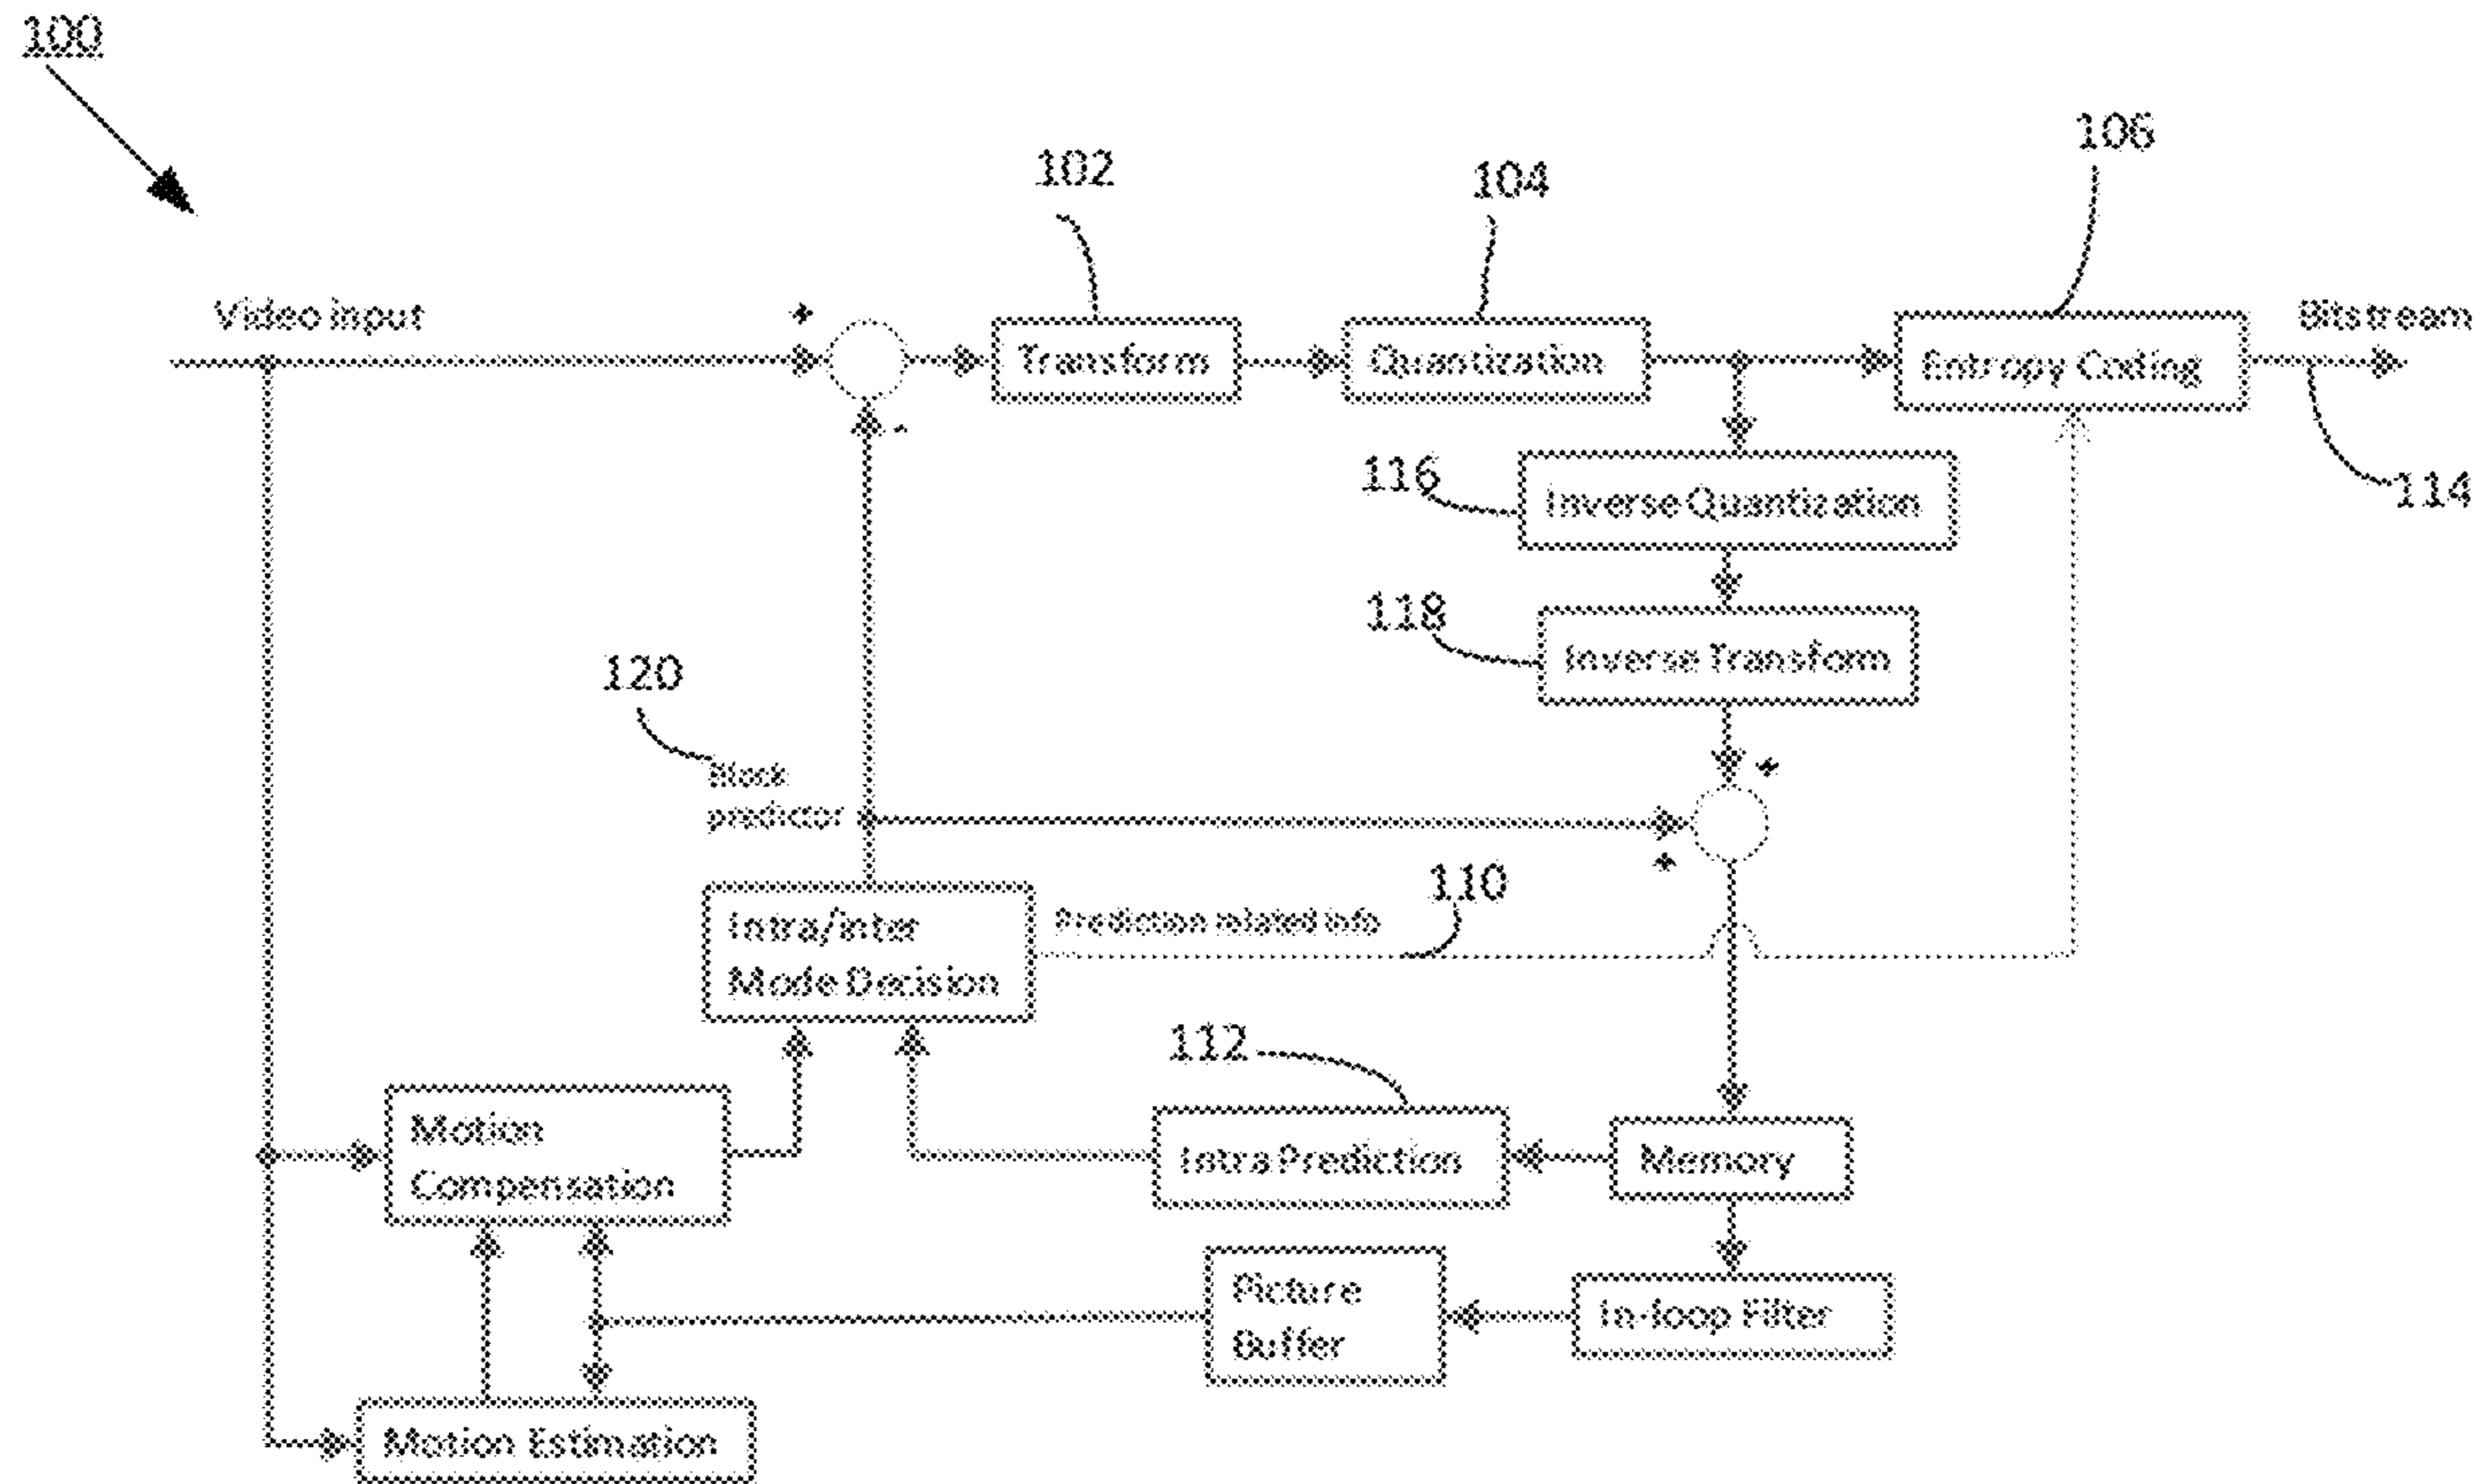 100
102
104
106
Video input
+
Transform
Quantization
Entropy Coding
Bitstream
-
116
Inverse Quantization
114
118
Inverse Transform
120
Block
predictor
+
+
110
Intra/Inter
Mode Decision
Prediction related info
112
Motion
Compensation
Intra Prediction
Memory
Picture
Buffer
In-loop Filter
Motion Estimation